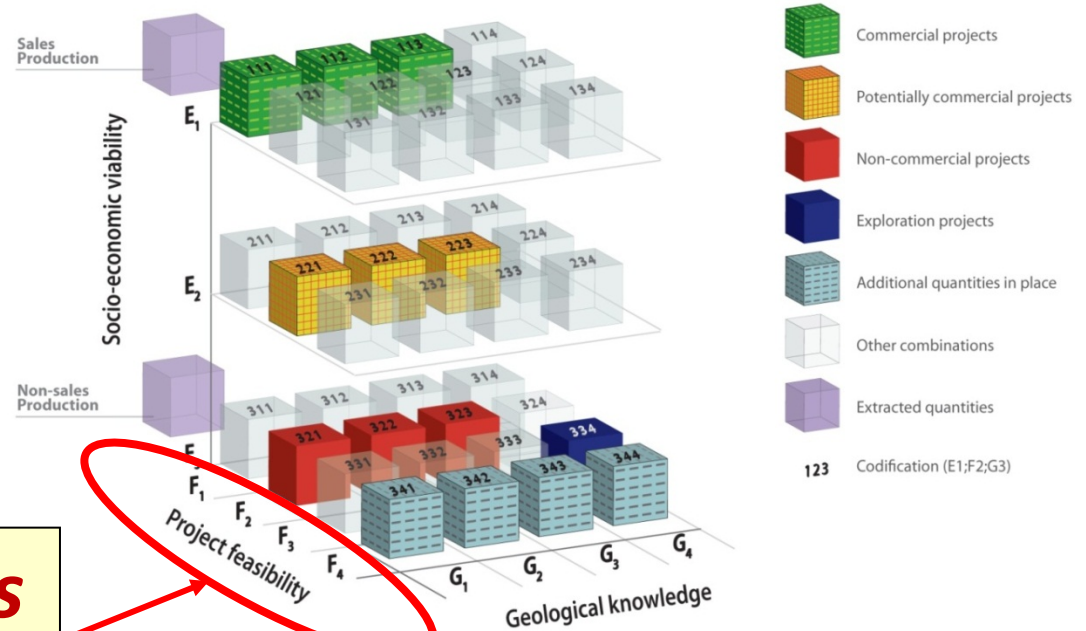 Sales
Production
Socio-economic viability
E1
111
112
113
114
121
122
123
124
131
132
133
134
E2
211
212
213
214
221
222
223
224
231
232
233
234
Non-sales
Production
311
312
313
314
321
322
323
324
331
332
333
334
341
342
343
344
F1
F2
F3
F4
Project feasibility
G1
G2
G3
G4
Geological knowledge
Commercial projects
Potentially commercial projects
Non-commercial projects
Exploration projects
Additional quantities in place
Other combinations
Extracted quantities
123 Codification (E1;F2;G3)